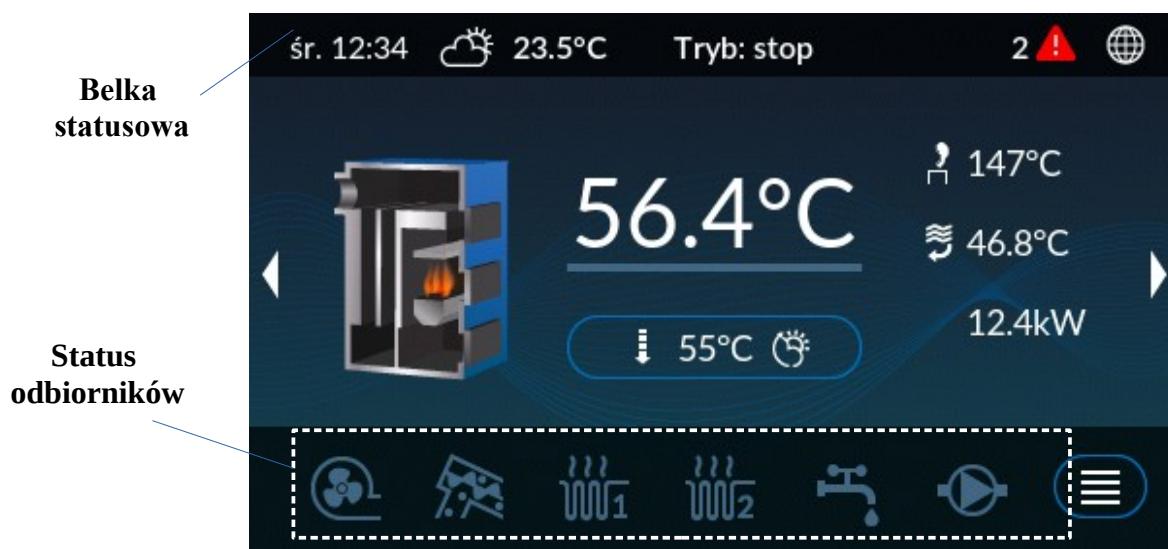 śr. 12:34 23.5°C Tryb: stop 2
Belka
statusowa
147°C
56.4°C
46.8°C
12.4kW
55°C
Status
odbiorników
1 2